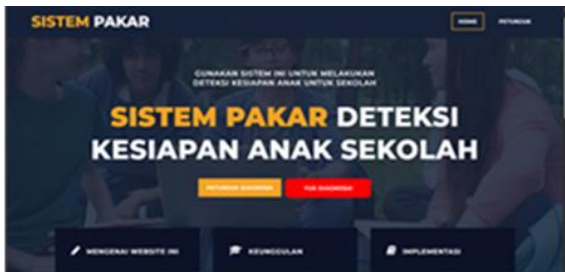 SISTEM PAKAR
HOME
PETUNJUK
GUNAKAN SISTEM INI UNTUK MELAKUKAN
DETEKSI KESIAPAN ANAK UNTUK SEKOLAH
SISTEM PAKAR DETEKSI
KESIAPAN ANAK SEKOLAH
PETUNJUK DIAGNOSA
YUK DIAGNOSA!
MENGENAI WEBSITE INI
KEUNGGULAN
IMPLEMENTASI